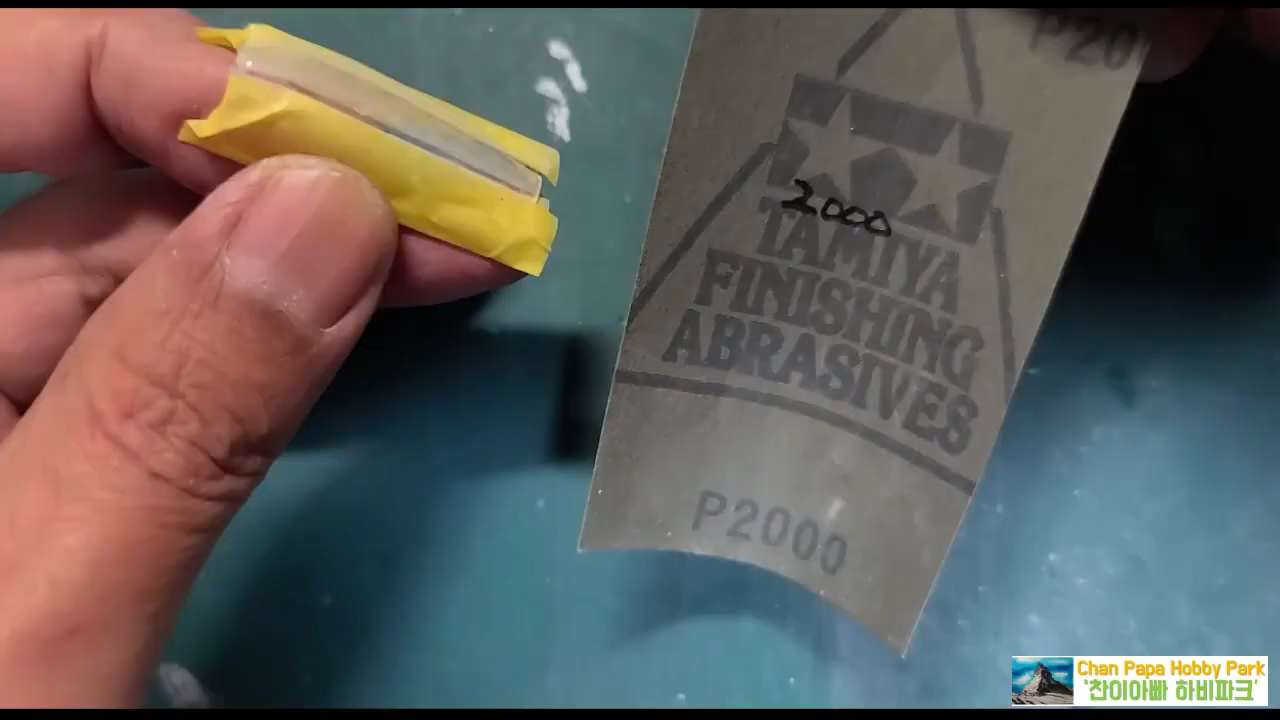 P20
2000
TAMIYA
FINISHING
ABRASIVES
P2000
Chan Papa Hobby Park
'찬이아빠 하비파크'